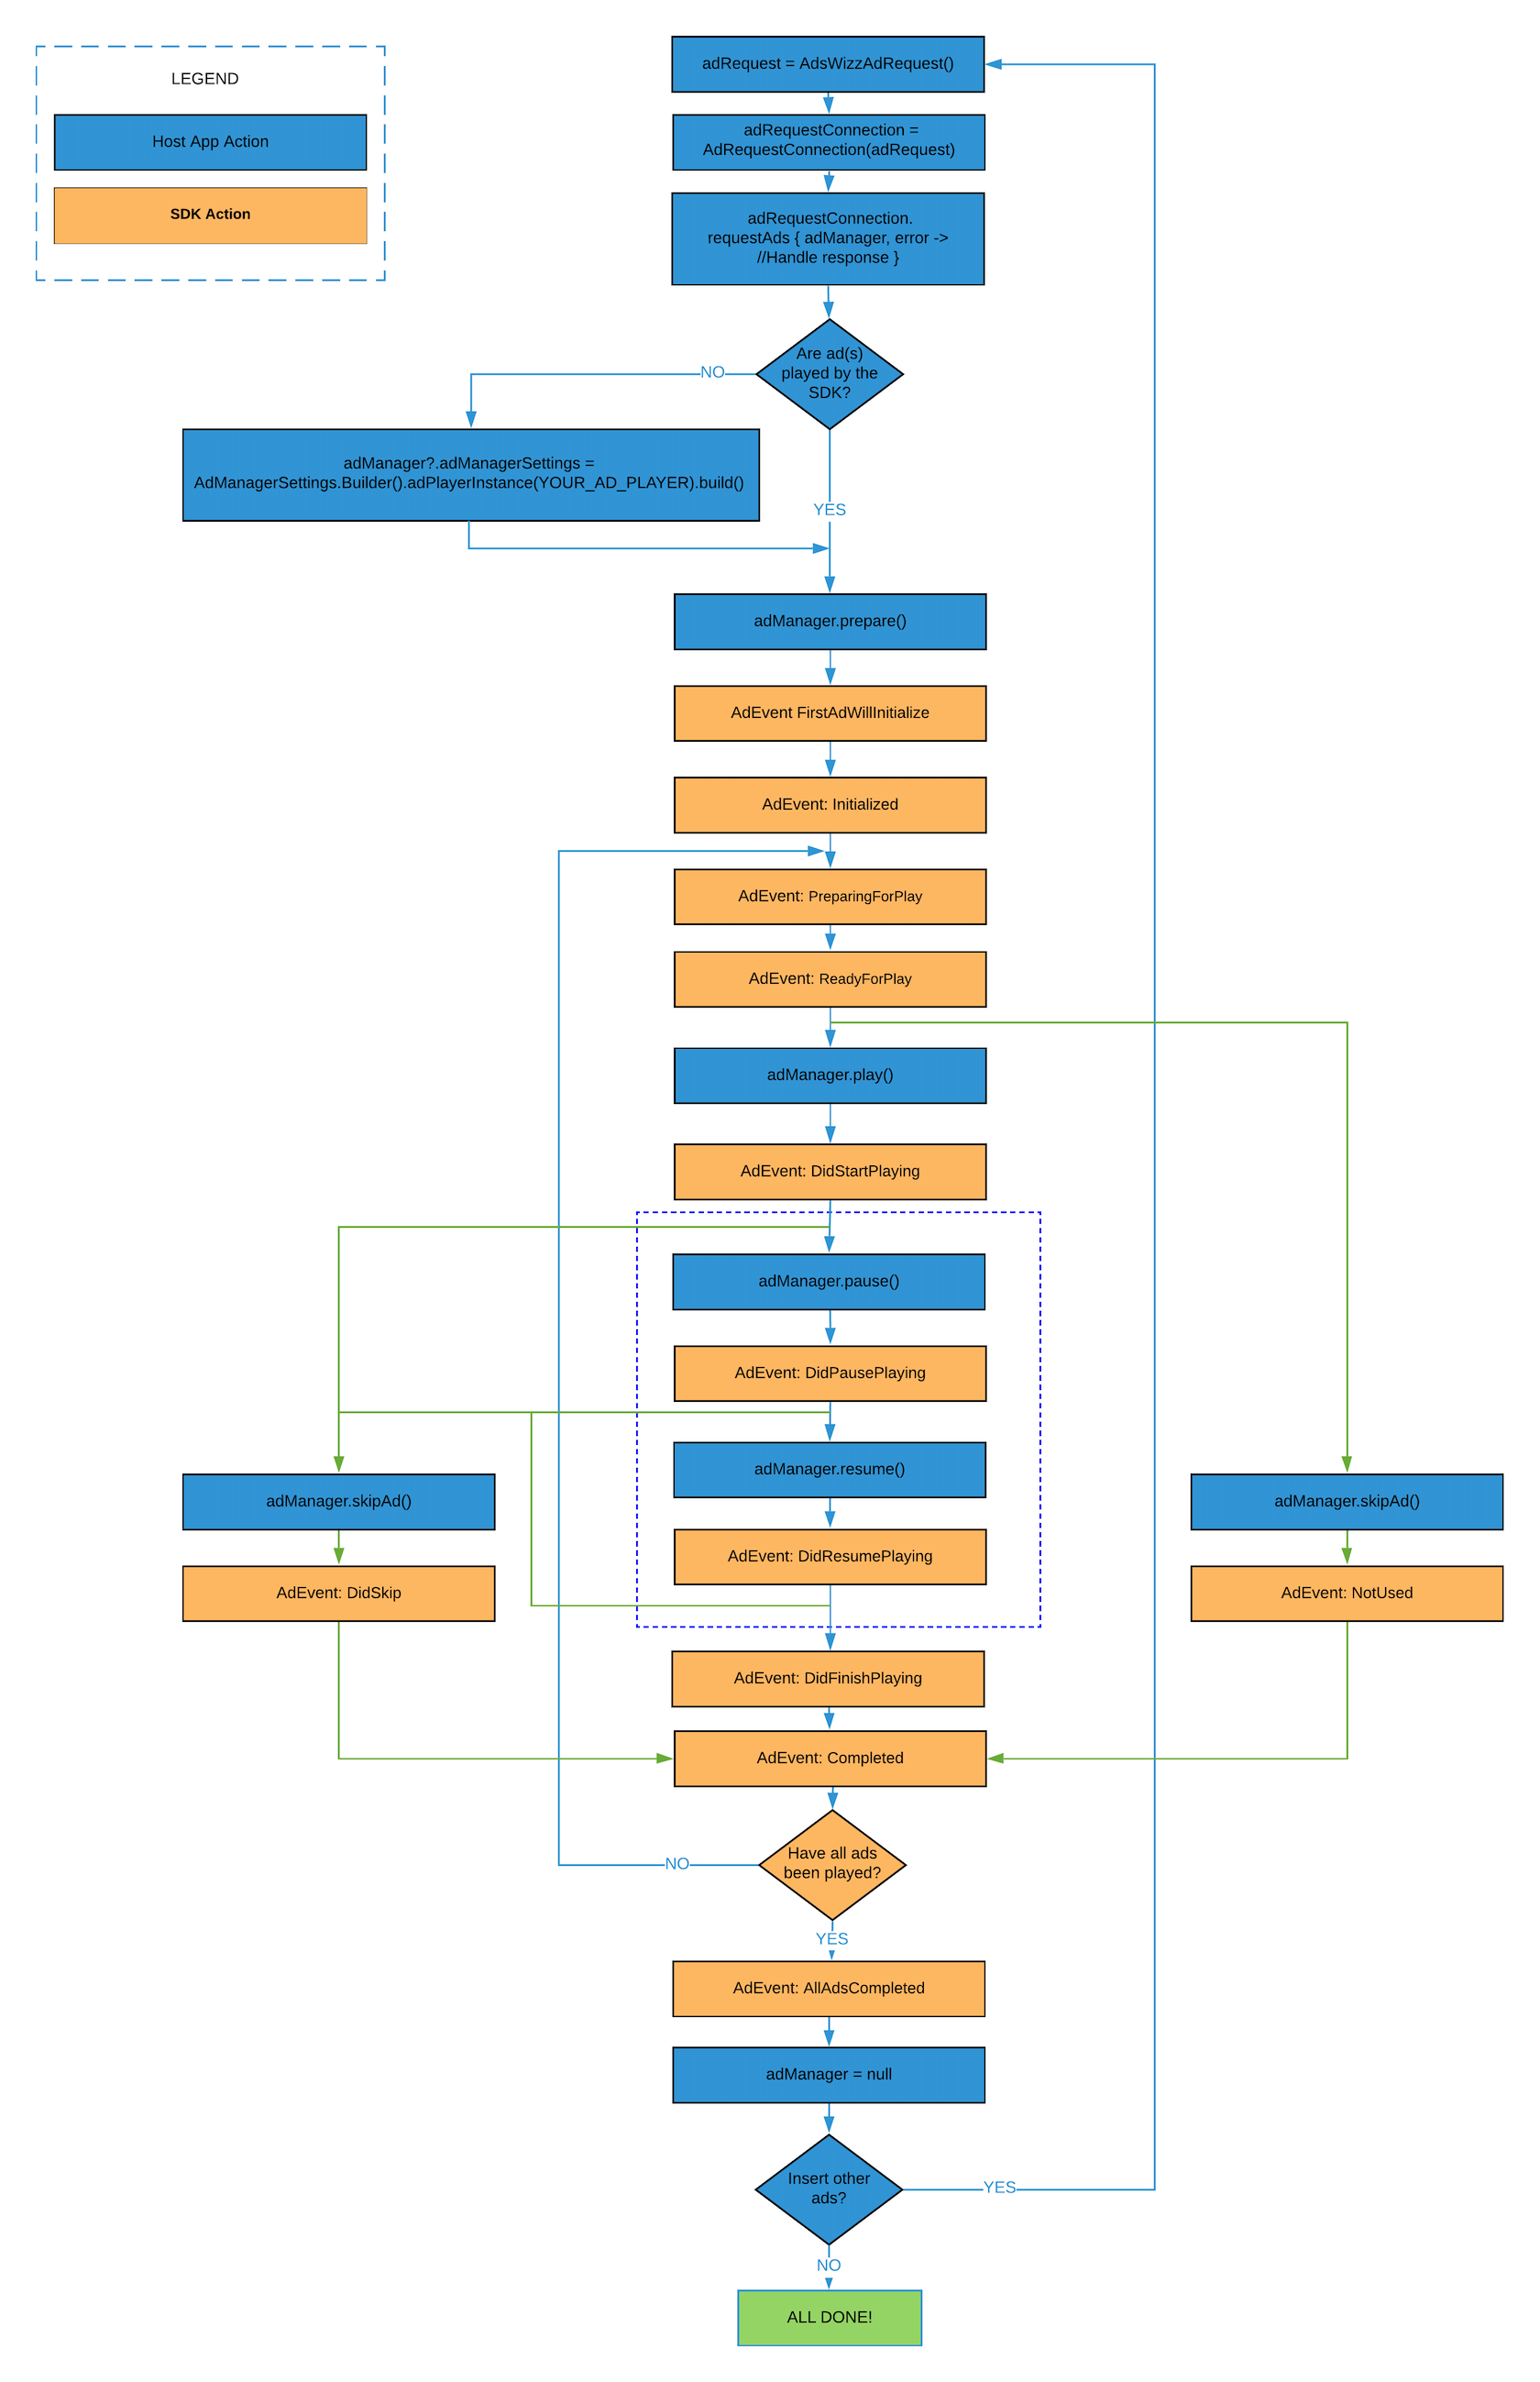 LEGEND
Host App Action
SDK Action
adRequest = AdsWizzAdRequest()
adRequestConnection =
AdRequestConnection(adRequest)
adRequestConnection.
requestAds { adManager, error ->
//Handle response }
Are ad(s)
played by the
SDK?
NO
adManager?.adManagerSettings =
AdManagerSettings.Builder().adPlayerInstance(YOUR_AD_PLAYER).build()
YES
adManager.prepare()
AdEvent FirstAdWillInitialize
AdEvent: Initialized
AdEvent: PreparingForPlay
AdEvent: ReadyForPlay
adManager.play()
AdEvent: DidStartPlaying
adManager.pause()
AdEvent: DidPausePlaying
adManager.resume()
adManager.skipAd()
adManager.skipAd()
AdEvent: DidResumePlaying
AdEvent: DidSkip
AdEvent: NotUsed
AdEvent: DidFinishPlaying
AdEvent: Completed
Have all ads
been played?
NO
YES
AdEvent: AllAdsCompleted
adManager = null
Insert other
ads?
YES
NO
ALL DONE!